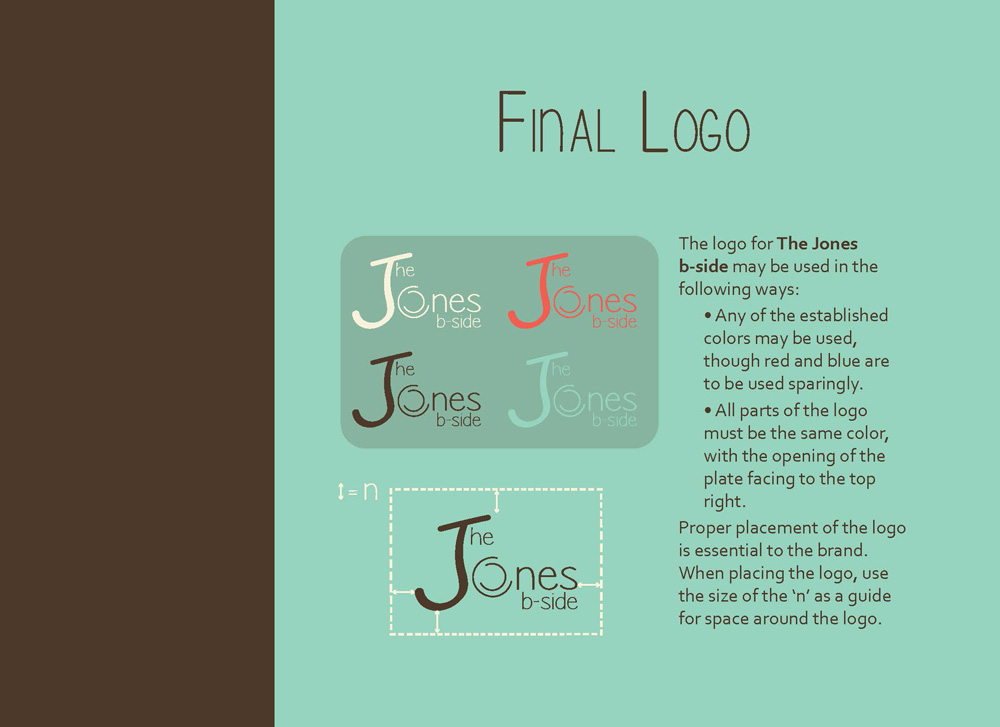 Final Logo
The
Jones
b-side
The
Jones
b-side
The
Jones
b-side
The
Jones
b-side
= n
The
Jones
b-side
The logo for The Jones
b-side may be used in the
following ways:
• Any of the established
colors may be used,
though red and blue are
to be used sparingly.
• All parts of the logo
must be the same color,
with the opening of the
plate facing to the top
right.
Proper placement of the logo
is essential to the brand.
When placing the logo, use
the size of the ‘n’ as a guide
for space around the logo.